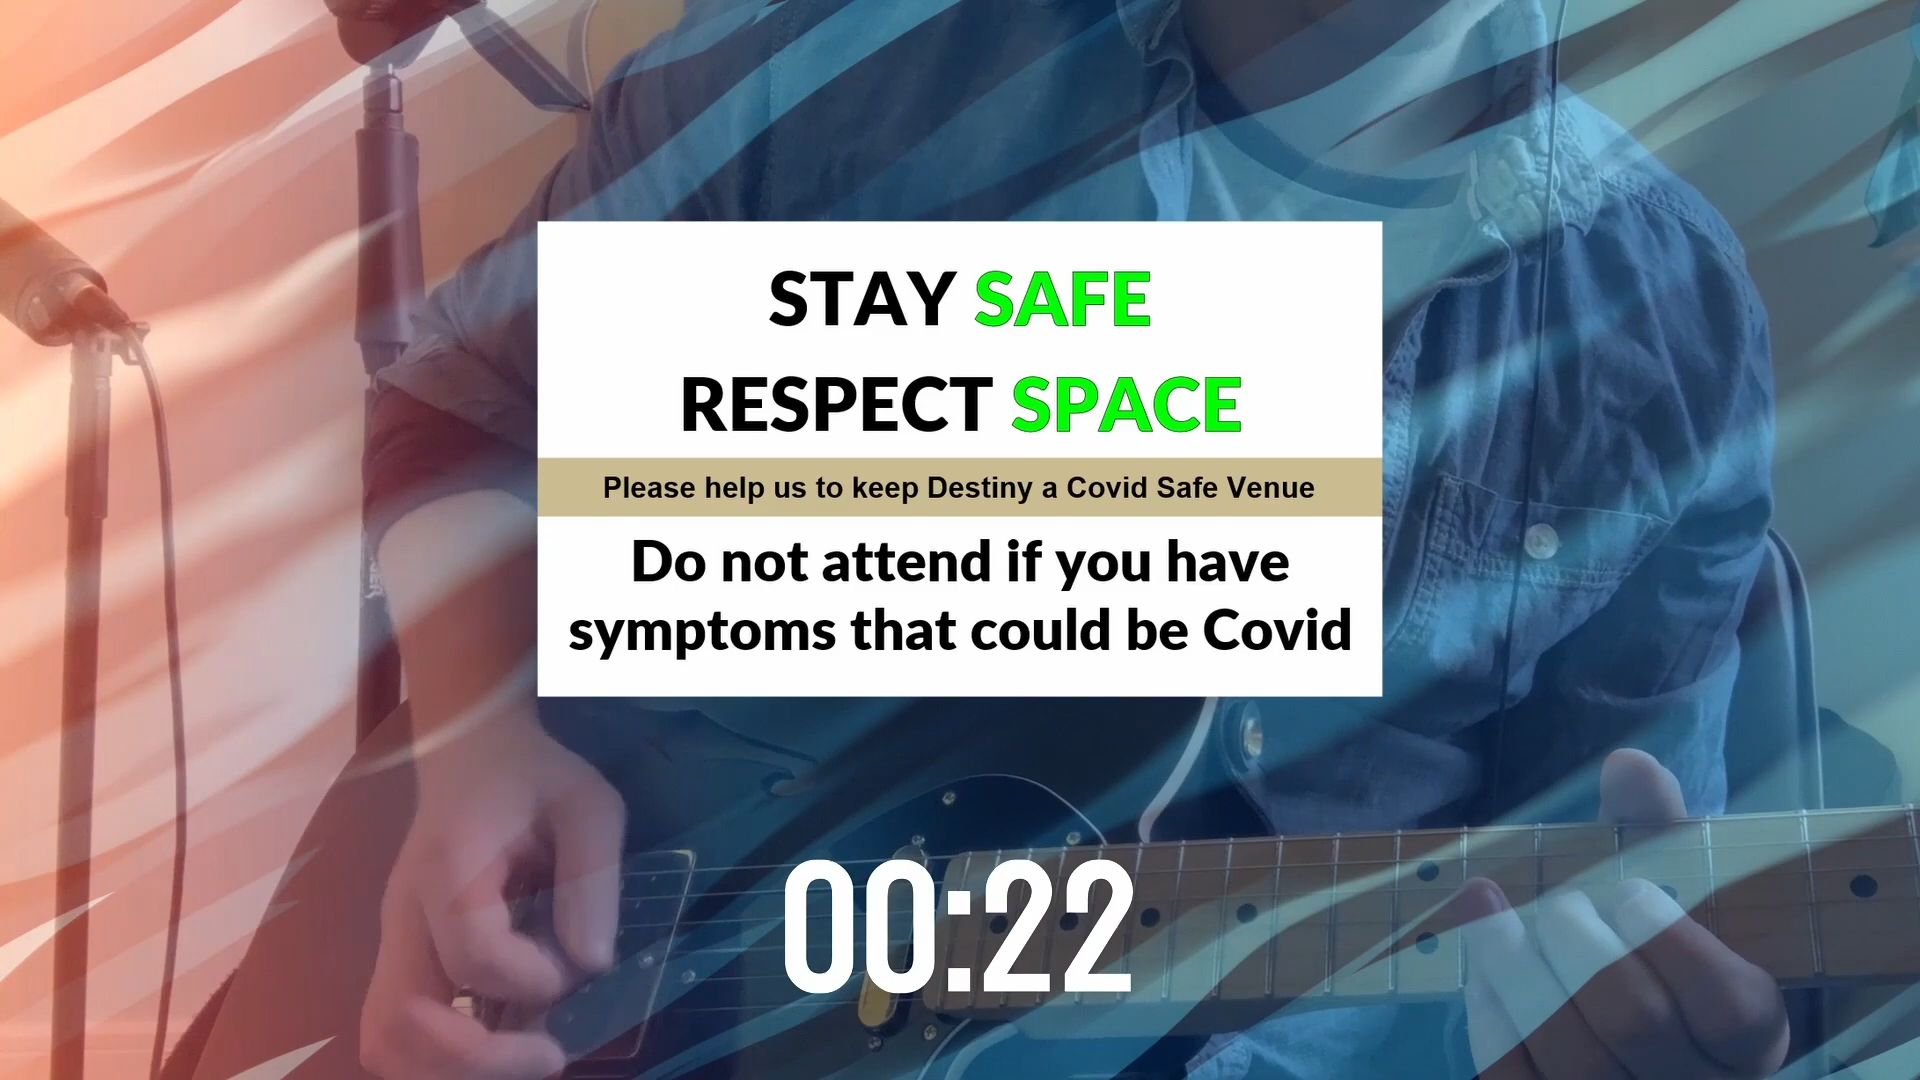 STAY SAFE
RESPECT SPACE
Please help us to keep Destiny a Covid Safe Venue
Do not attend if you have
symptoms that could be Covid
00:22